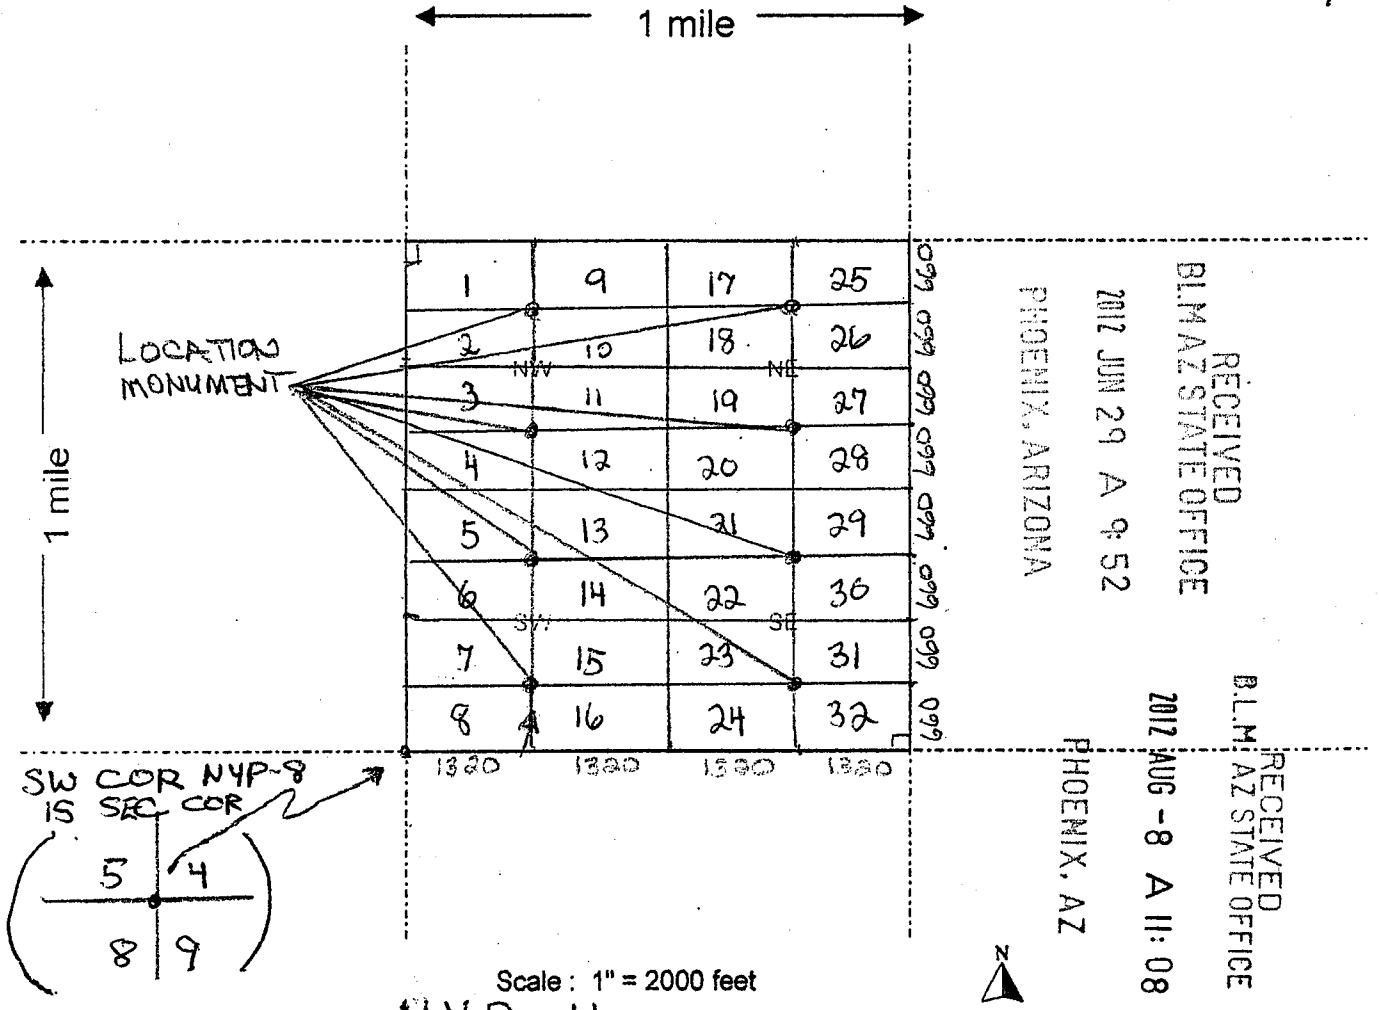 1 mile
1 9 17 25 660
2 10 18 26 660
NW NE
3 11 19 27 660
4 12 20 28 660
5 13 21 29 660
6 14 22 30 660
SW SE
7 15 23 31 660
8 16 24 32 660
1320 1320 1320 1320
LOCATION
MONUMENT
1 mile
SW COR NYP-8
IS SEC COR
5 4
8 9
Scale : 1" = 2000 feet
N
RECEIVED
B.L.M AZ STATE OFFICE
2012 JUN 29 A 9:52
PHOENIX, ARIZONA
RECEIVED
B.L.M. AZ STATE OFFICE
2012 AUG -8 A 11:08
PHOENIX, AZ